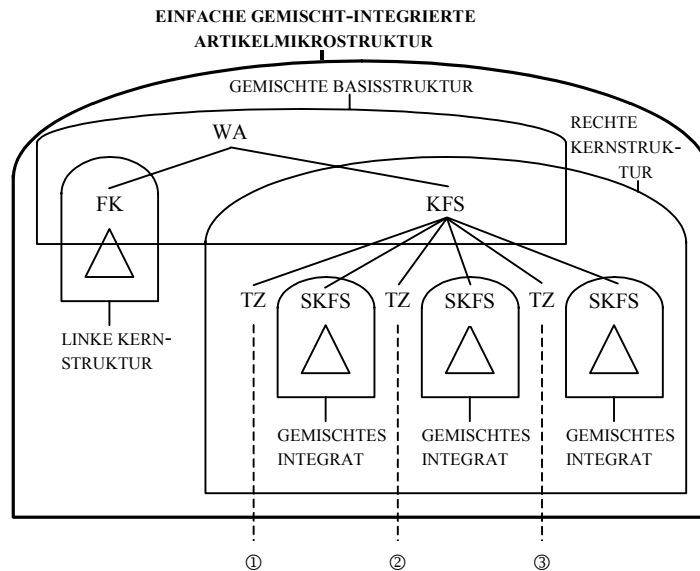 EINFACHE GEMISCHT-INTEGRIERTE
ARTIKELMIKROSTRUKTUR
GEMISCHTE BASISSTRUKTUR
RECHTE
KERNSTRUK-
TUR
WA
FK
KFS
TZ
SKFS
TZ
SKFS
TZ
SKFS
LINKE KERN-
STRUKTUR
GEMISCHTES
INTEGRAT
GEMISCHTES
INTEGRAT
GEMISCHTES
INTEGRAT
① ② ③